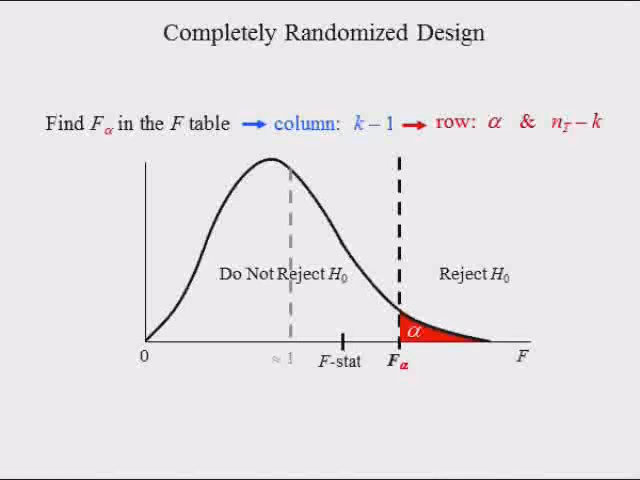 Completely Randomized Design
Find Fα in the F table → column: k – 1 → row: α & nT – k
Do Not Reject H0 Reject H0
α
0 ≈ 1 F-stat Fα F